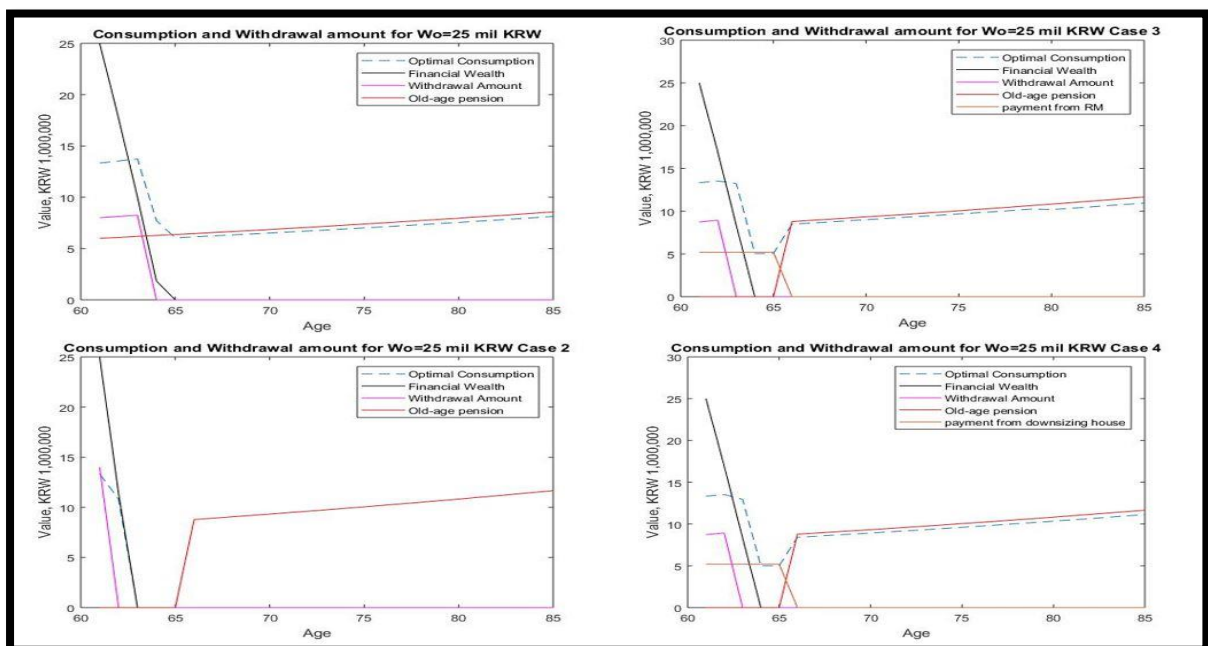 Consumption and Withdrawal amount for Wo=25 mil KRW
Value, KRW 1,000,000
25
20
15
10
5
0
60
65
70
75
80
85
Age
Optimal Consumption
Financial Wealth
Withdrawal Amount
Old-age pension
Consumption and Withdrawal amount for Wo=25 mil KRW Case 3
Value, KRW 1,000,000
30
25
20
15
10
5
0
60
65
70
75
80
85
Age
Optimal Consumption
Financial Wealth
Withdrawal Amount
Old-age pension
payment from RM
Consumption and Withdrawal amount for Wo=25 mil KRW Case 2
Value, KRW 1,000,000
25
20
15
10
5
0
60
65
70
75
80
85
Age
Optimal Consumption
Financial Wealth
Withdrawal Amount
Old-age pension
Consumption and Withdrawal amount for Wo=25 mil KRW Case 4
Value, KRW 1,000,000
30
25
20
15
10
5
0
60
65
70
75
80
85
Age
Optimal Consumption
Financial Wealth
Withdrawal Amount
Old-age pension
payment from downsizing house